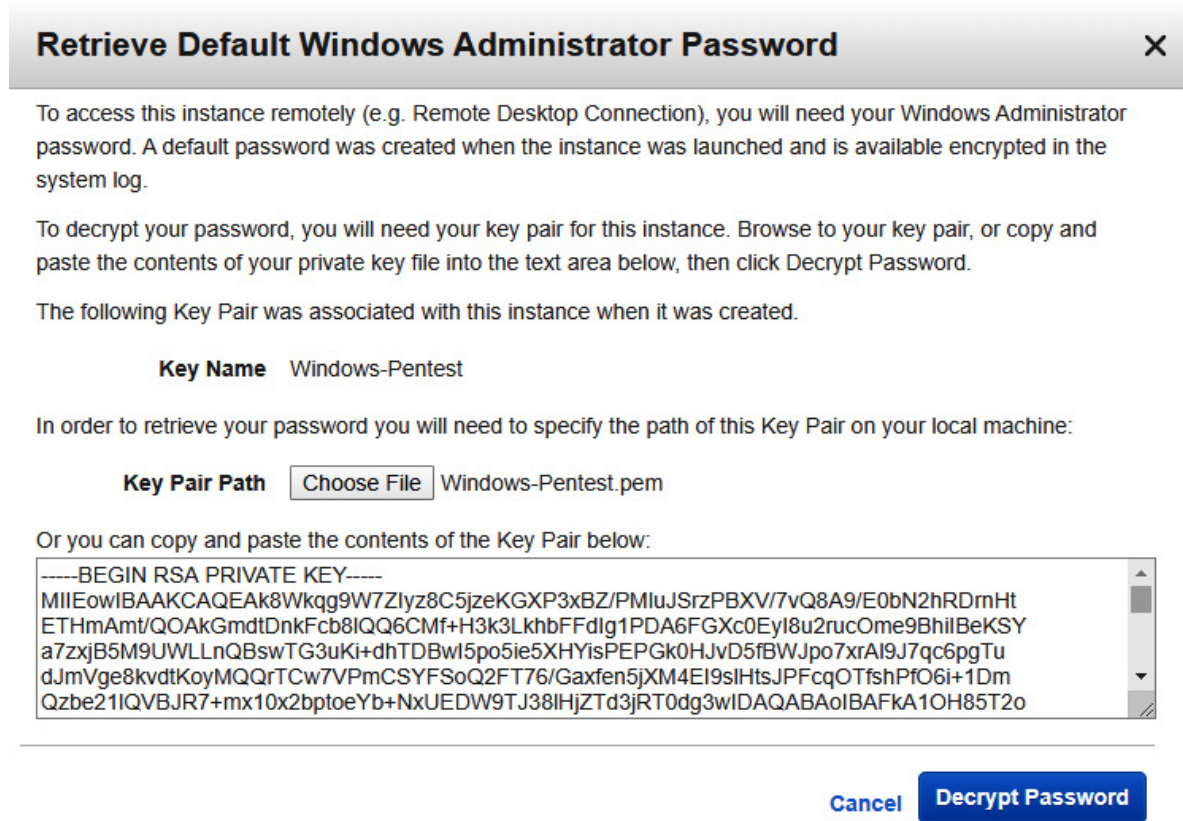 Retrieve Default Windows Administrator Password
To access this instance remotely (e.g. Remote Desktop Connection), you will need your Windows Administrator
password. A default password was created when the instance was launched and is available encrypted in the
system log.
To decrypt your password, you will need your key pair for this instance. Browse to your key pair, or copy and
paste the contents of your private key file into the text area below, then click Decrypt Password.
The following Key Pair was associated with this instance when it was created.
Key Name Windows-Pentest
In order to retrieve your password you will need to specify the path of this Key Pair on your local machine:
Key Pair Path Choose File Windows-Pentest.pem
Or you can copy and paste the contents of the Key Pair below:
-----BEGIN RSA PRIVATE KEY-----
Cancel Decrypt Password